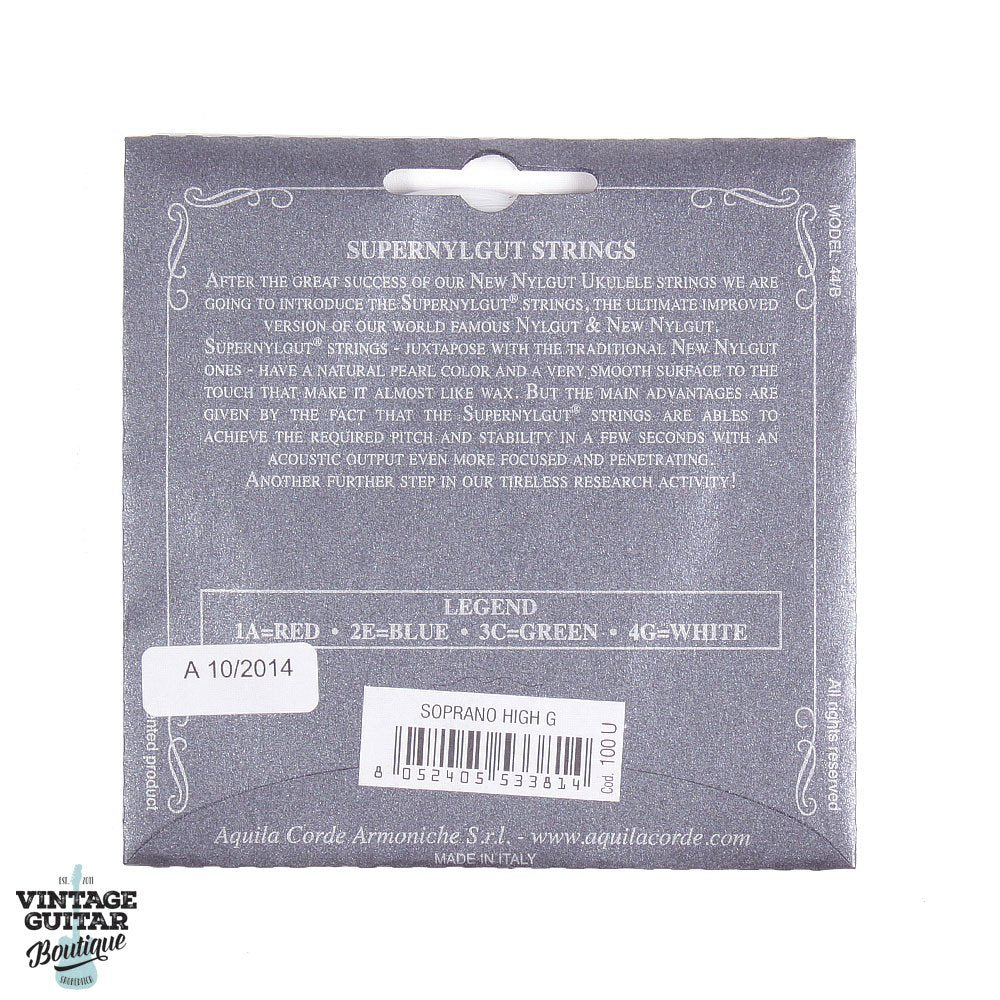 SUPERNYLGUT STRINGS
AFTER THE GREAT SUCCESS OF OUR NEW NYLGUT UKULELE STRINGS WE ARE
GOING TO INTRODUCE THE SUPERNYLGUT® STRINGS, THE ULTIMATE IMPROVED
VERSION OF OUR WORLD FAMOUS NYLGUT & NEW NYLGUT.
SUPERNYLGUT® STRINGS - JUXTAPOSE WITH THE TRADITIONAL NEW NYLGUT
ONES - HAVE A NATURAL PEARL COLOR AND A VERY SMOOTH SURFACE TO THE
TOUCH THAT MAKE IT ALMOST LIKE WAX. BUT THE MAIN ADVANTAGES ARE
GIVEN BY THE FACT THAT THE SUPERNYLGUT® STRINGS ARE ABLES TO
ACHIEVE THE REQUIRED PITCH AND STABILITY IN A FEW SECONDS WITH AN
ACOUSTIC OUTPUT EVEN MORE FOCUSED AND PENETRATING.
ANOTHER FURTHER STEP IN OUR TIRELESS RESEARCH ACTIVITY!
MODEL: 44/B
LEGEND
1A=RED • 2E=BLUE • 3C=GREEN • 4G=WHITE
A 10/2014
product
SOPRANO HIGH G
8 052405 533814
Cod. 100 U
All rights reserved
Aquila Corde Armoniche S.r.l. - www.aquilacorde.com
MADE IN ITALY
EST. 2011
VINTAGE
GUITAR
Boutique
SHOREDITCH